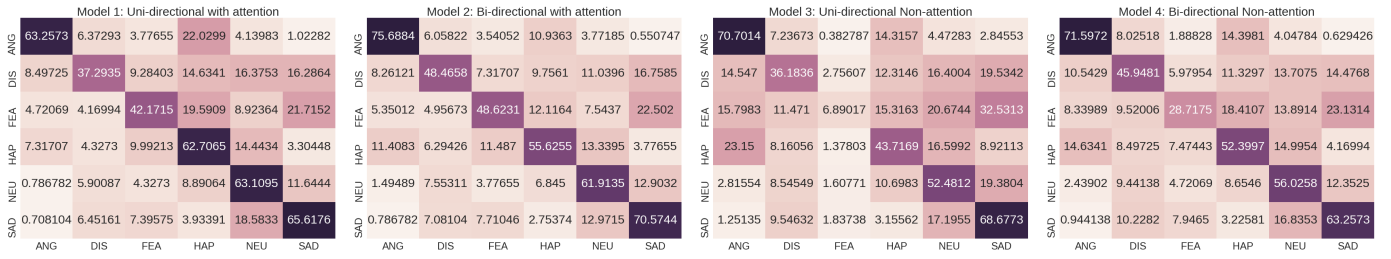 Model 1: Uni-directional with attention
ANG 63.2573 6.37293 3.77655 22.0299 4.13983 1.02282
DIS 8.49725 37.2935 9.28403 14.6341 16.3753 16.2864
FEA 4.72069 4.16994 42.1715 19.5909 8.92364 21.7152
HAP 7.31707 4.3273 9.99213 62.7065 14.4434 3.30448
NEU 0.786782 5.90087 4.3273 8.89064 63.1095 11.6444
SAD 0.708104 6.45161 7.39575 3.93391 18.5833 65.6176
ANG DIS FEA HAP NEU SAD
Model 2: Bi-directional with attention
ANG 75.6884 6.05822 3.54052 10.9363 3.77185 0.550747
DIS 8.26121 48.4658 7.31707 9.7561 11.0396 16.7585
FEA 5.35012 4.95673 48.6231 12.1164 7.5437 22.502
HAP 11.4083 6.29426 11.487 55.6255 13.3395 3.77655
NEU 1.49489 7.55311 3.77655 6.845 61.9135 12.9032
SAD 0.786782 7.08104 7.71046 2.75374 12.9715 70.5744
ANG DIS FEA HAP NEU SAD
Model 3: Uni-directional Non-attention
ANG 70.7014 7.23673 0.382787 14.3157 4.47283 2.84553
DIS 14.547 36.1836 2.75607 12.3146 16.4004 19.5342
FEA 15.7983 11.471 6.89017 15.3163 20.6744 32.5313
HAP 23.15 8.16056 1.37803 43.7169 16.5992 8.92113
NEU 2.81554 8.54549 1.60771 10.6983 52.4812 19.3804
SAD 1.25135 9.54632 1.83738 3.15562 17.1955 68.6773
ANG DIS FEA HAP NEU SAD
Model 4: Bi-directional Non-attention
ANG 71.5972 8.02518 1.88828 14.3981 4.04784 0.629426
DIS 10.5429 45.9481 5.97954 11.3297 13.7075 14.4768
FEA 8.33989 9.52006 28.7175 18.4107 13.8914 23.1314
HAP 14.6341 8.49725 7.47443 52.3997 14.9954 4.16994
NEU 2.43902 9.44138 4.72069 8.6546 56.0258 12.3525
SAD 0.944138 10.2282 7.9465 3.22581 16.8353 63.2573
ANG DIS FEA HAP NEU SAD